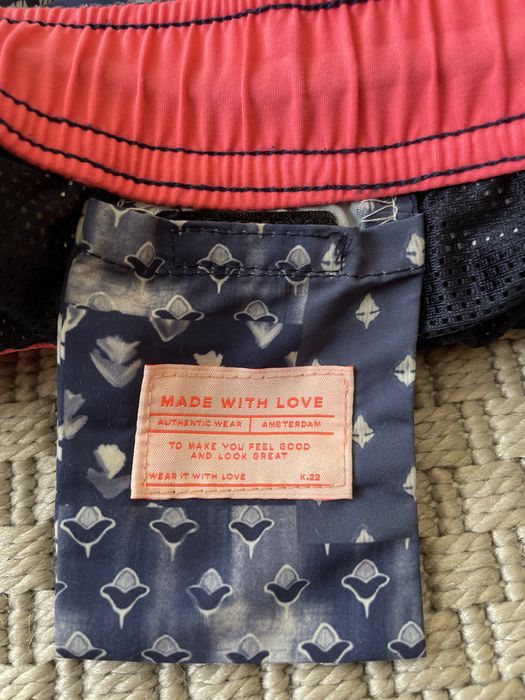 MADE WITH LOVE
AUTHENTIC WEAR AMSTERDAM
TO MAKE YOU FEEL GOOD
AND LOOK GREAT
WEAR IT WITH LOVE K.22